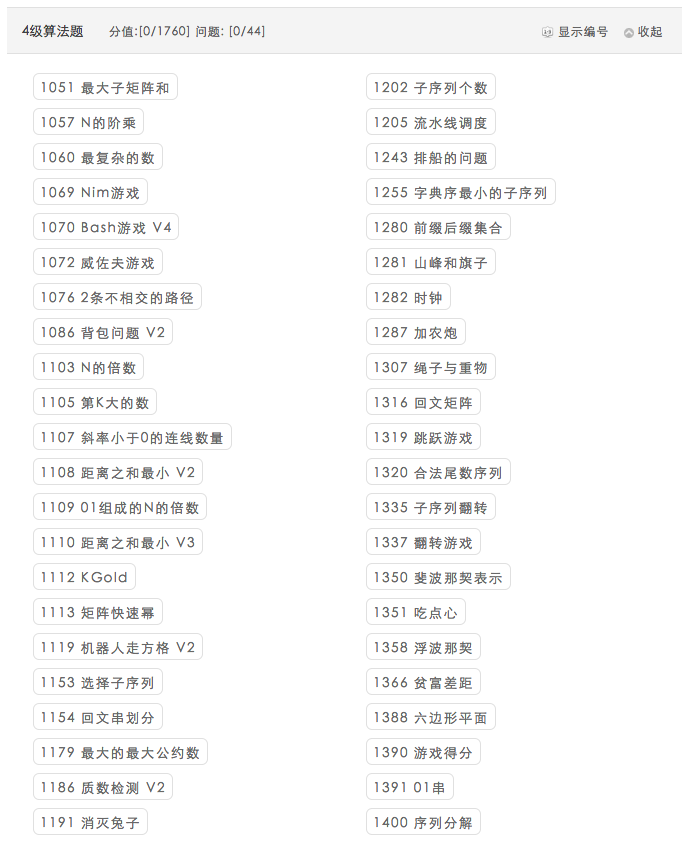 4级算法题 分值:[0/1760] 问题: [0/44] 显示编号 收起
1051 最大子矩阵和
1057 N的阶乘
1060 最复杂的数
1069 Nim游戏
1070 Bash游戏 V4
1072 威佐夫游戏
1076 2条不相交的路径
1086 背包问题 V2
1103 N的倍数
1105 第K大的数
1107 斜率小于0的连线数量
1108 距离之和最小 V2
1109 01组成的N的倍数
1110 距离之和最小 V3
1112 KGold
1113 矩阵快速幂
1119 机器人走方格 V2
1153 选择子序列
1154 回文串划分
1179 最大的最大公约数
1186 质数检测 V2
1191 消灭兔子
1202 子序列个数
1205 流水线调度
1243 排船的问题
1255 字典序最小的子序列
1280 前缀后缀集合
1281 山峰和旗子
1282 时钟
1287 加农炮
1307 绳子与重物
1316 回文矩阵
1319 跳跃游戏
1320 合法尾数序列
1335 子序列翻转
1337 翻转游戏
1350 斐波那契表示
1351 吃点心
1358 浮波那契
1366 贫富差距
1388 六边形平面
1390 游戏得分
1391 01串
1400 序列分解